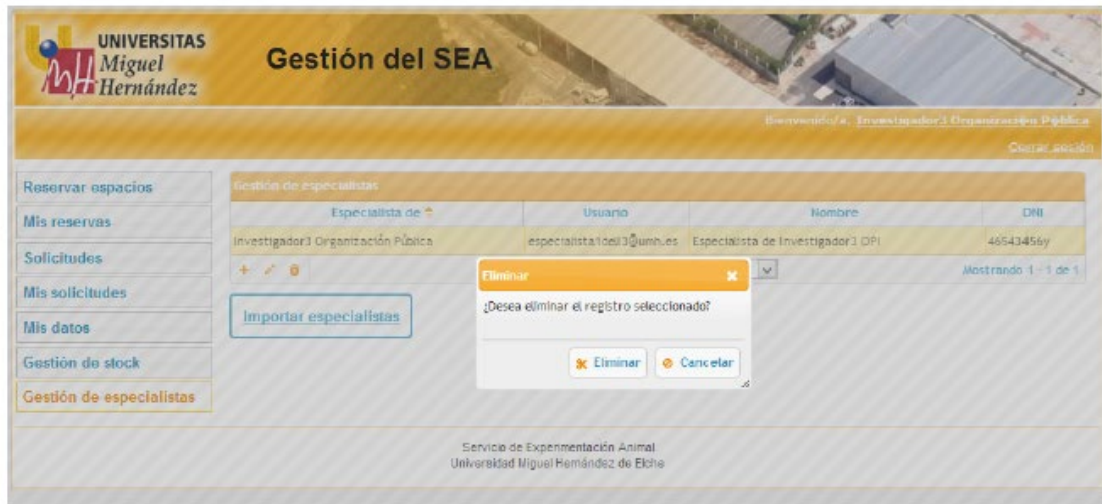 UNIVERSITAS
Miguel
Hernández
Gestión del SEA
Bienvenido/a, Investigador3 Organización Pública
Cerrar sesión
Reservar espacios
Mis reservas
Solicitudes
Mis solicitudes
Mis datos
Gestión de stock
Gestión de especialistas
Gestión de especialistas
Especialista de Usuario Nombre DNI
Investigador3 Organización Pública Especialista de Investigador3 OPI 46543456y
Mostrando 1 - 1 de 1
Importar especialistas
Eliminar
¿Desea eliminar el registro seleccionado?
Eliminar Cancelar
Servicio de Experimentación Animal
Universidad Miguel Hernández de Elche